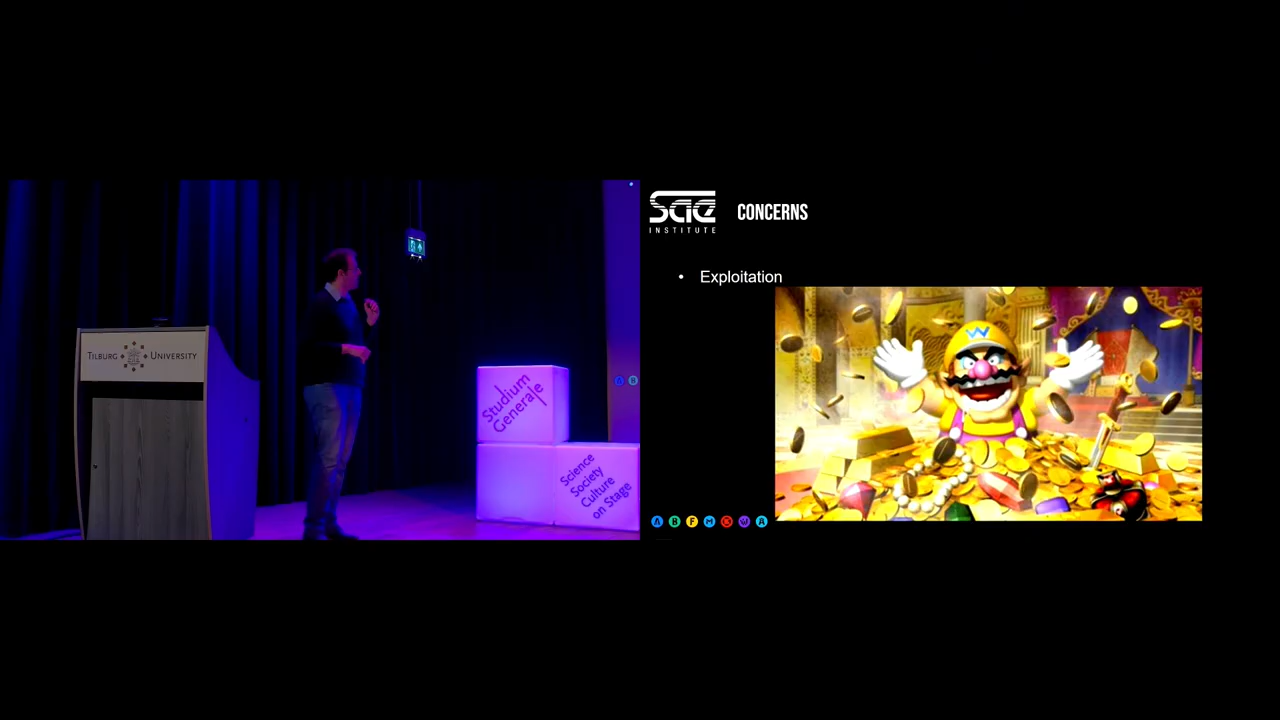 TILBURG UNIVERSITY
Studium
Generale
Science
Society
Culture
on Stage
SAE
INSTITUTE
CONCERNS
• Exploitation
W
A B F M W A